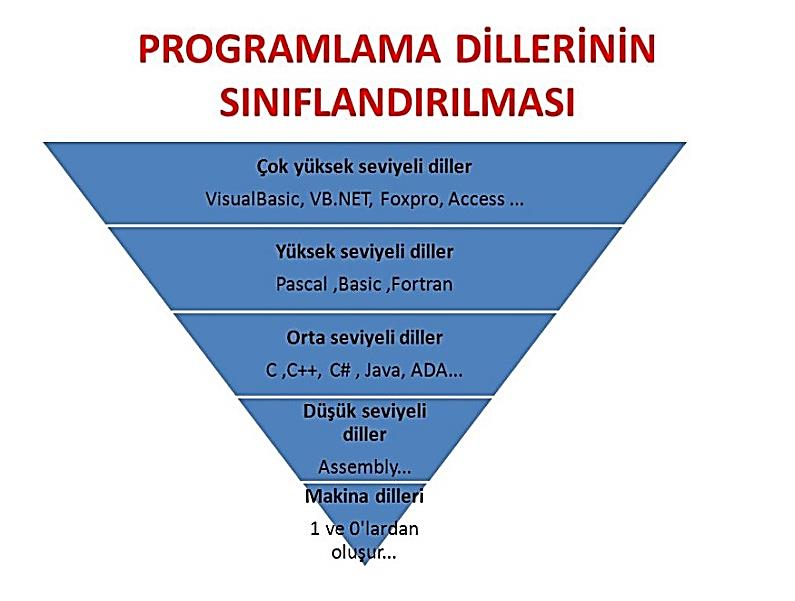 PROGRAMLAMA DİLLERİNİN
SINIFLANDIRILMASI
Çok yüksek seviyeli diller
VisualBasic, VB.NET, Foxpro, Access ...
Yüksek seviyeli diller
Pascal ,Basic ,Fortran
Orta seviyeli diller
C ,C++, C# , Java, ADA...
Düşük seviyeli
diller
Assembly...
Makina dilleri
1 ve 0'lardan
oluşur...